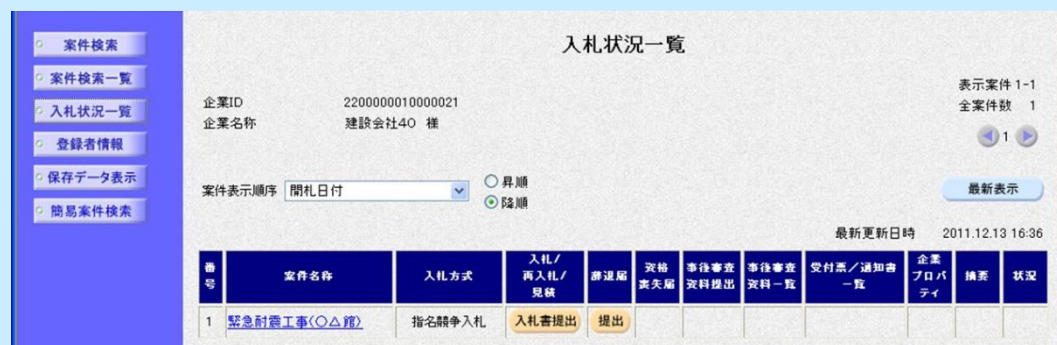 入札状況一覧
案件検索
案件検索一覧
入札状況一覧
登録者情報
保存データ表示
簡易案件検索
企業ID 2200000010000021
企業名称 建設会社40 様
表示案件 1-1
全案件数 1
1
案件表示順序 開札日付
昇順
降順
最新表示
最新更新日時 2011.12.13 16:36
番号 案件名称 入札方式 入札/再入札/見積 辞退届 資格喪失届 事後審査資料提出 事後審査資料一覧 受付票/通知書一覧 企業プロパティ 摘要 状況
1 緊急耐震工事(〇△館) 指名競争入札 入札書提出 提出